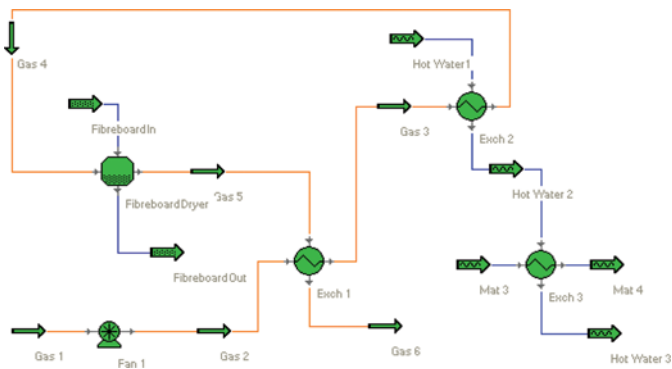 Hot Water1
Gas 4
Gas 3
Exch 2
FibreboardIn
Hot Water 2
FibreboardDryer
Gas 5
FibreboardOut
Exch 1
Mat 3
Exch 3
Mat 4
Gas 1
Fan 1
Gas 2
Gas 6
Hot Water 3